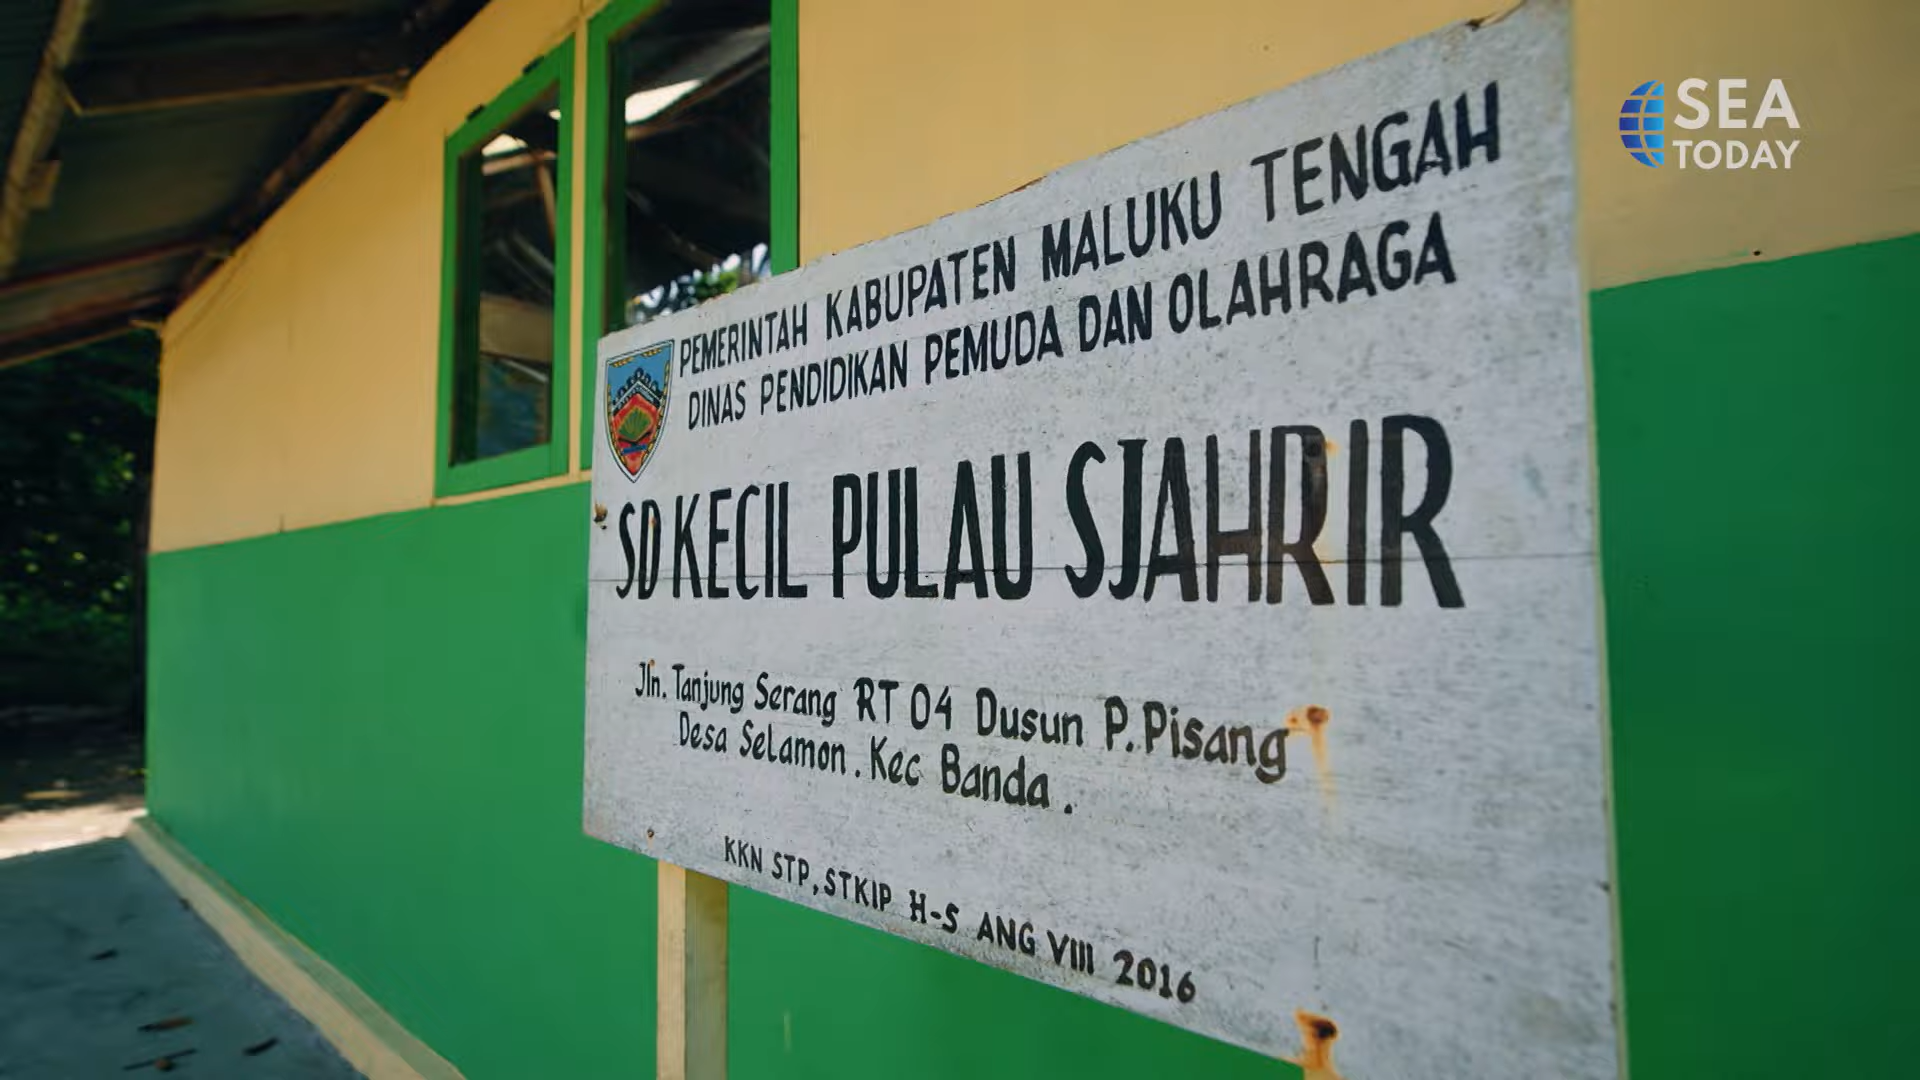 SEA
TODAY
PEMERINTAH KABUPATEN MALUKU TENGAH
DINAS PENDIDIKAN PEMUDA DAN OLAHRAGA
SD KECIL PULAU SJAHRIR
Jln. Tanjung Serang RT 04 Dusun P. Pisang
Desa Selamon. Kec Banda.
KKN STP, STKIP H-S ANG VIII 2016